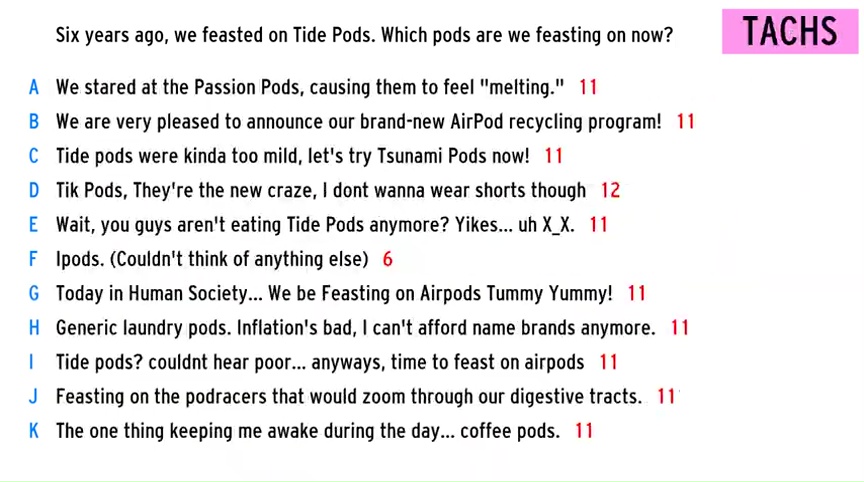 Six years ago, we feasted on Tide Pods. Which pods are we feasting on now?
TACHS
A We stared at the Passion Pods, causing them to feel "melting." 11
B We are very pleased to announce our brand-new AirPod recycling program! 11
C Tide pods were kinda too mild, let's try Tsunami Pods now! 11
D Tik Pods, They're the new craze, I dont wanna wear shorts though 12
E Wait, you guys aren't eating Tide Pods anymore? Yikes... uh X_X. 11
F Ipods. (Couldn't think of anything else) 6
G Today in Human Society... We be Feasting on Airpods Tummy Yummy! 11
H Generic laundry pods. Inflation's bad, I can't afford name brands anymore. 11
I Tide pods? couldnt hear poor... anyways, time to feast on airpods 11
J Feasting on the podracers that would zoom through our digestive tracts. 11
K The one thing keeping me awake during the day... coffee pods. 11